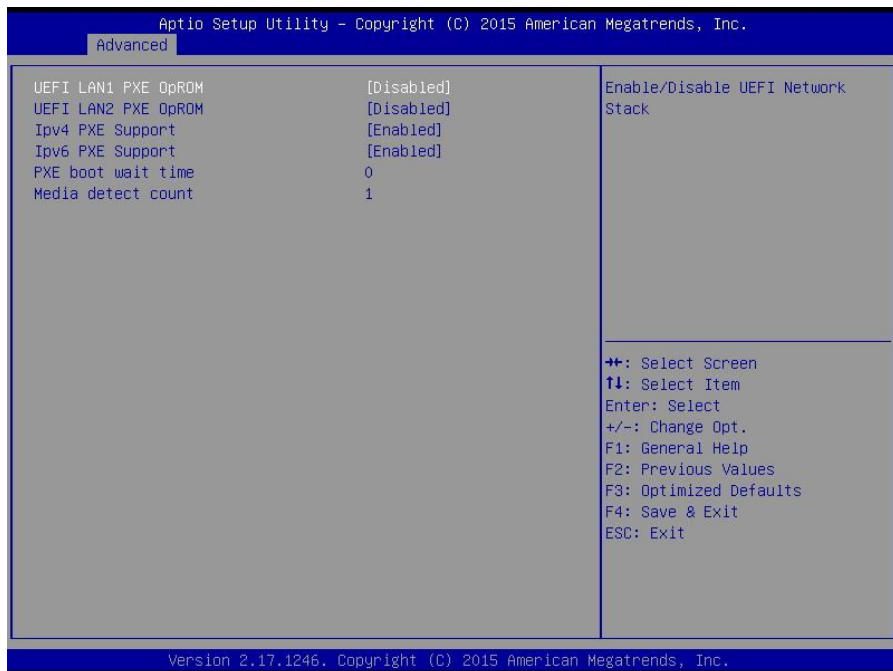 Aptio Setup Utility – Copyright (C) 2015 American Megatrends, Inc.
Advanced
UEFI LAN1 PXE OpROM [Disabled]
UEFI LAN2 PXE OpROM [Disabled]
Ipv4 PXE Support [Enabled]
Ipv6 PXE Support [Enabled]
PXE boot wait time 0
Media detect count 1
Enable/Disable UEFI Network
Stack
→←: Select Screen
↑↓: Select Item
Enter: Select
+/-: Change Opt.
F1: General Help
F2: Previous Values
F3: Optimized Defaults
F4: Save & Exit
ESC: Exit
Version 2.17.1246. Copyright (C) 2015 American Megatrends, Inc.